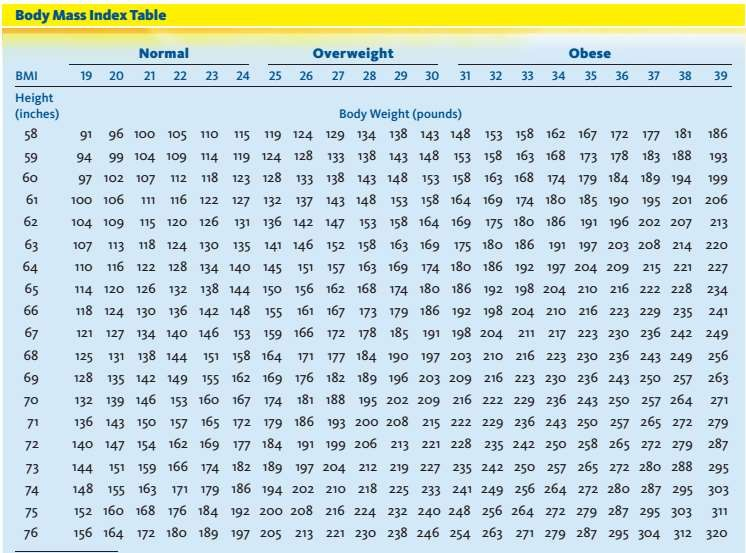 Body Mass Index Table
Normal Overweight Obese
BMI 19 20 21 22 23 24 25 26 27 28 29 30 31 32 33 34 35 36 37 38 39
Height
(inches) Body Weight (pounds)
58 91 96 100 105 110 115 119 124 129 134 138 143 148 153 158 162 167 172 177 181 186
59 94 99 104 109 114 119 124 128 133 138 143 148 153 158 163 168 173 178 183 188 193
60 97 102 107 112 118 123 128 133 138 143 148 153 158 163 168 174 179 184 189 194 199
61 100 106 111 116 122 127 132 137 143 148 153 158 164 169 174 180 185 190 195 201 206
62 104 109 115 120 126 131 136 142 147 153 158 164 169 175 180 186 191 196 202 207 213
63 107 113 118 124 130 135 141 146 152 158 163 169 175 180 186 191 197 203 208 214 220
64 110 116 122 128 134 140 145 151 157 163 169 174 180 186 192 197 204 209 215 221 227
65 114 120 126 132 138 144 150 156 162 168 174 180 186 192 198 204 210 216 222 228 234
66 118 124 130 136 142 148 155 161 167 173 179 186 192 198 204 210 216 223 229 235 241
67 121 127 134 140 146 153 159 166 172 178 185 191 198 204 211 217 223 230 236 242 249
68 125 131 138 144 151 158 164 171 177 184 190 197 203 210 216 223 230 236 243 249 256
69 128 135 142 149 155 162 169 176 182 189 196 203 209 216 223 230 236 243 250 257 263
70 132 139 146 153 160 167 174 181 188 195 202 209 216 222 229 236 243 250 257 264 271
71 136 143 150 157 165 172 179 186 193 200 208 215 222 229 236 243 250 257 265 272 279
72 140 147 154 162 169 177 184 191 199 206 213 221 228 235 242 250 258 265 272 279 287
73 144 151 159 166 174 182 189 197 204 212 219 227 235 242 250 257 265 272 280 288 295
74 148 155 163 171 179 186 194 202 210 218 225 233 241 249 256 264 272 280 287 295 303
75 152 160 168 176 184 192 200 208 216 224 232 240 248 256 264 272 279 287 295 303 311
76 156 164 172 180 189 197 205 213 221 230 238 246 254 263 271 279 287 295 304 312 320